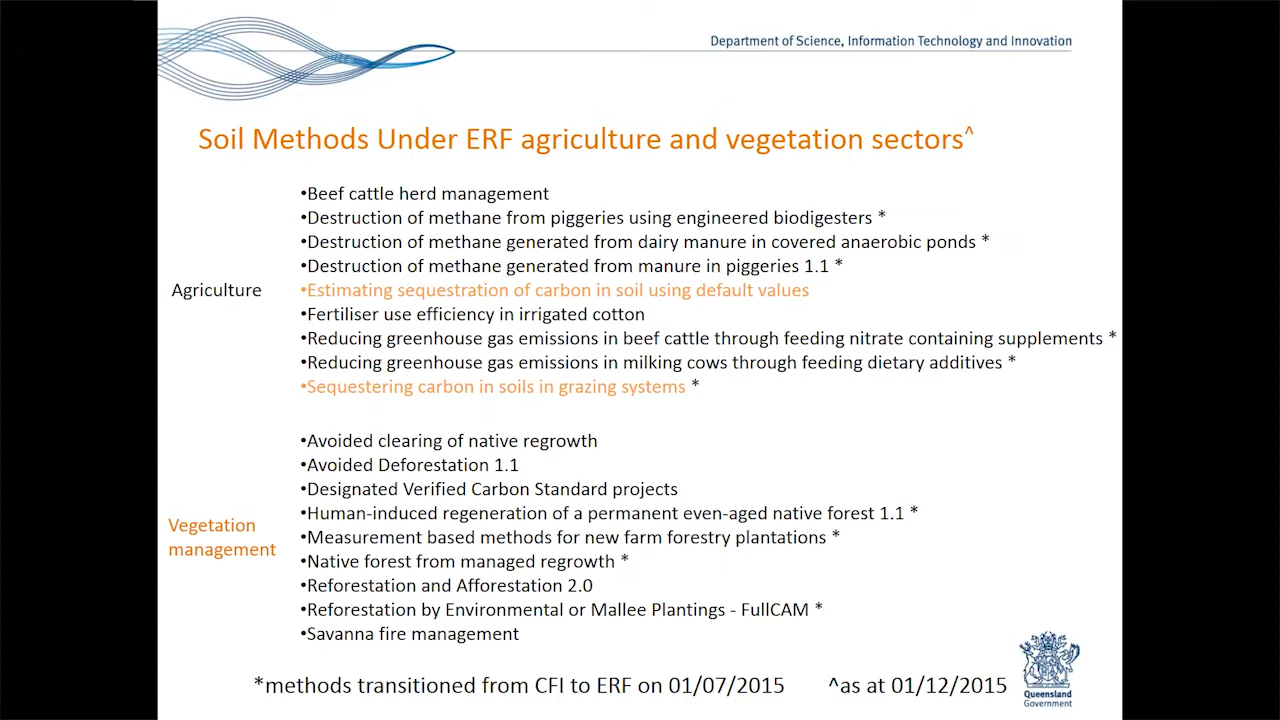 Department of Science, Information Technology and Innovation
Soil Methods Under ERF agriculture and vegetation sectors^
Agriculture
•Beef cattle herd management
•Destruction of methane from piggeries using engineered biodigesters *
•Destruction of methane generated from dairy manure in covered anaerobic ponds *
•Destruction of methane generated from manure in piggeries 1.1 *
•Estimating sequestration of carbon in soil using default values
•Fertiliser use efficiency in irrigated cotton
•Reducing greenhouse gas emissions in beef cattle through feeding nitrate containing supplements *
•Reducing greenhouse gas emissions in milking cows through feeding dietary additives *
•Sequestering carbon in soils in grazing systems *
Vegetation
management
•Avoided clearing of native regrowth
•Avoided Deforestation 1.1
•Designated Verified Carbon Standard projects
•Human-induced regeneration of a permanent even-aged native forest 1.1 *
•Measurement based methods for new farm forestry plantations *
•Native forest from managed regrowth *
•Reforestation and Afforestation 2.0
•Reforestation by Environmental or Mallee Plantings - FullCAM *
•Savanna fire management
*methods transitioned from CFI to ERF on 01/07/2015 ^as at 01/12/2015
Queensland
Government